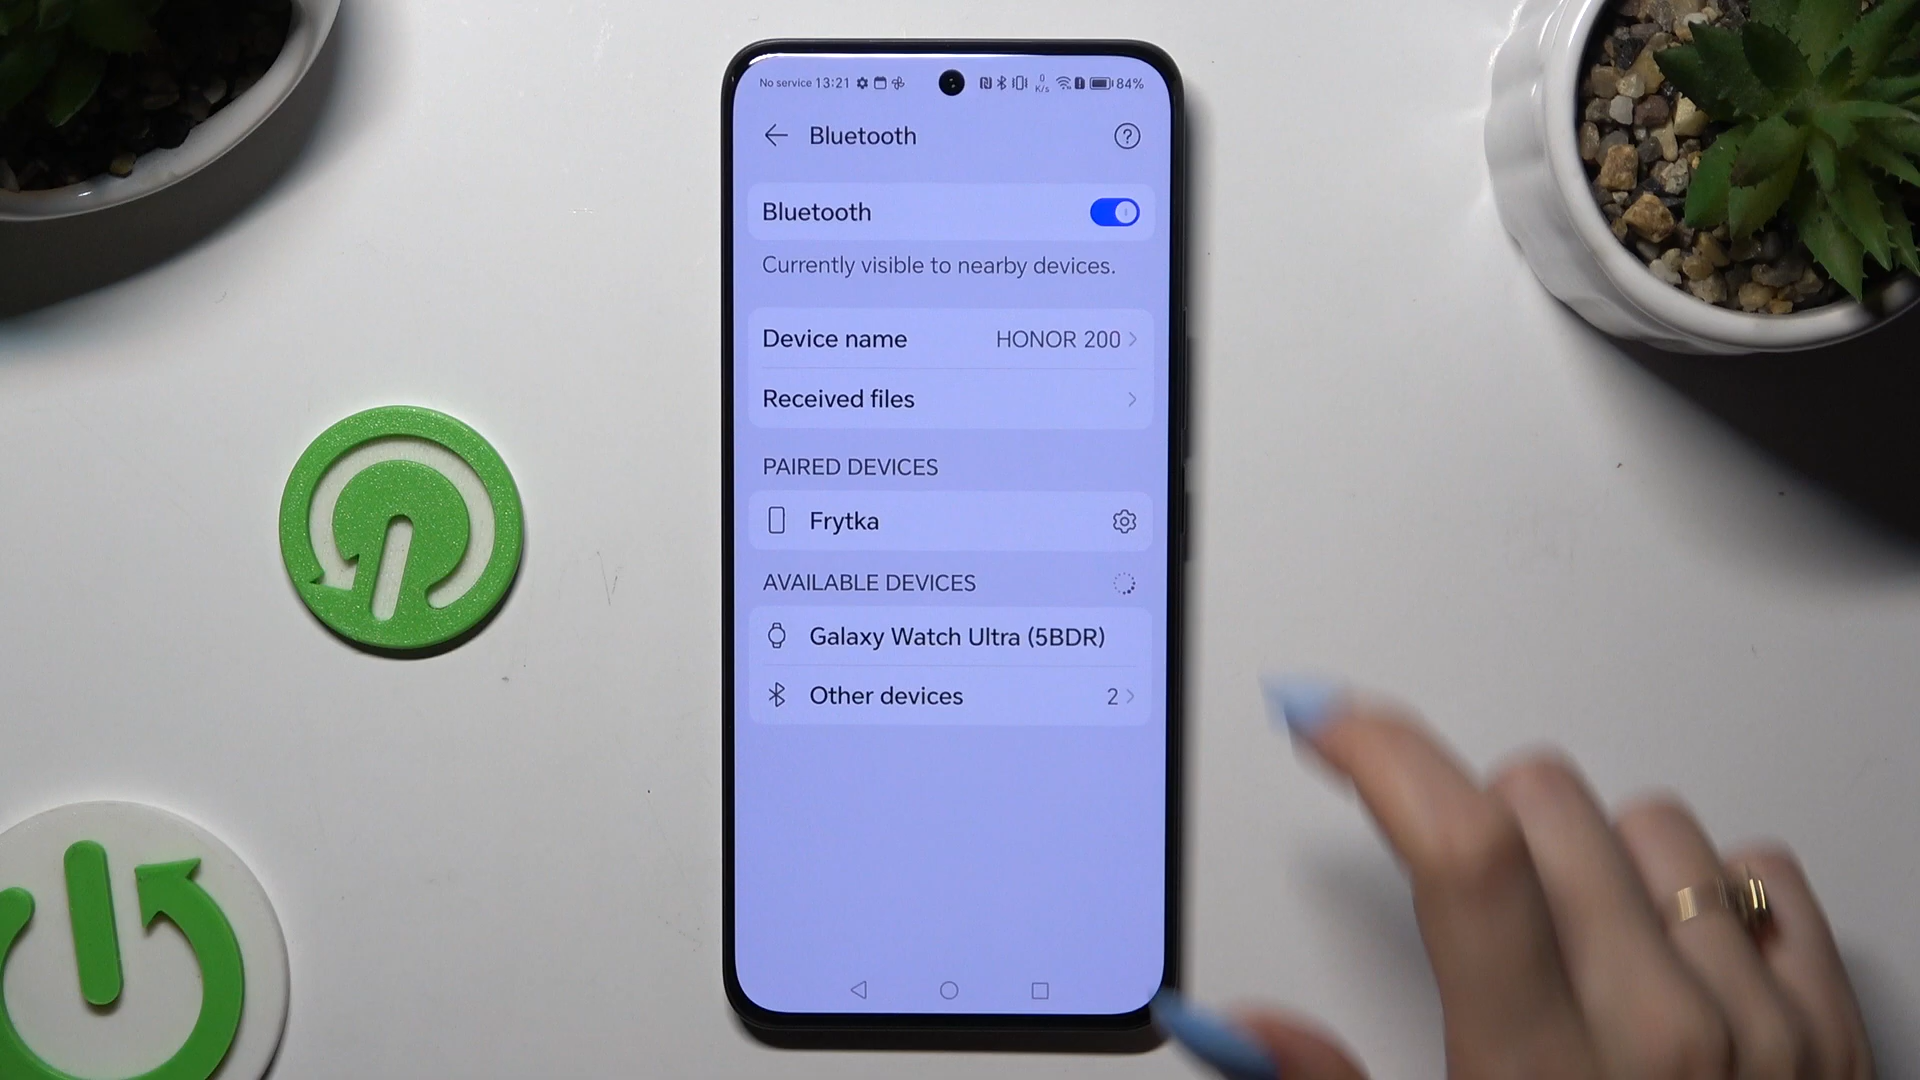 No service 13:21 84%
0 K/s
Bluetooth
Bluetooth
Currently visible to nearby devices.
Device name HONOR 200
Received files
PAIRED DEVICES
Frytka
AVAILABLE DEVICES
Galaxy Watch Ultra (5BDR)
Other devices 2